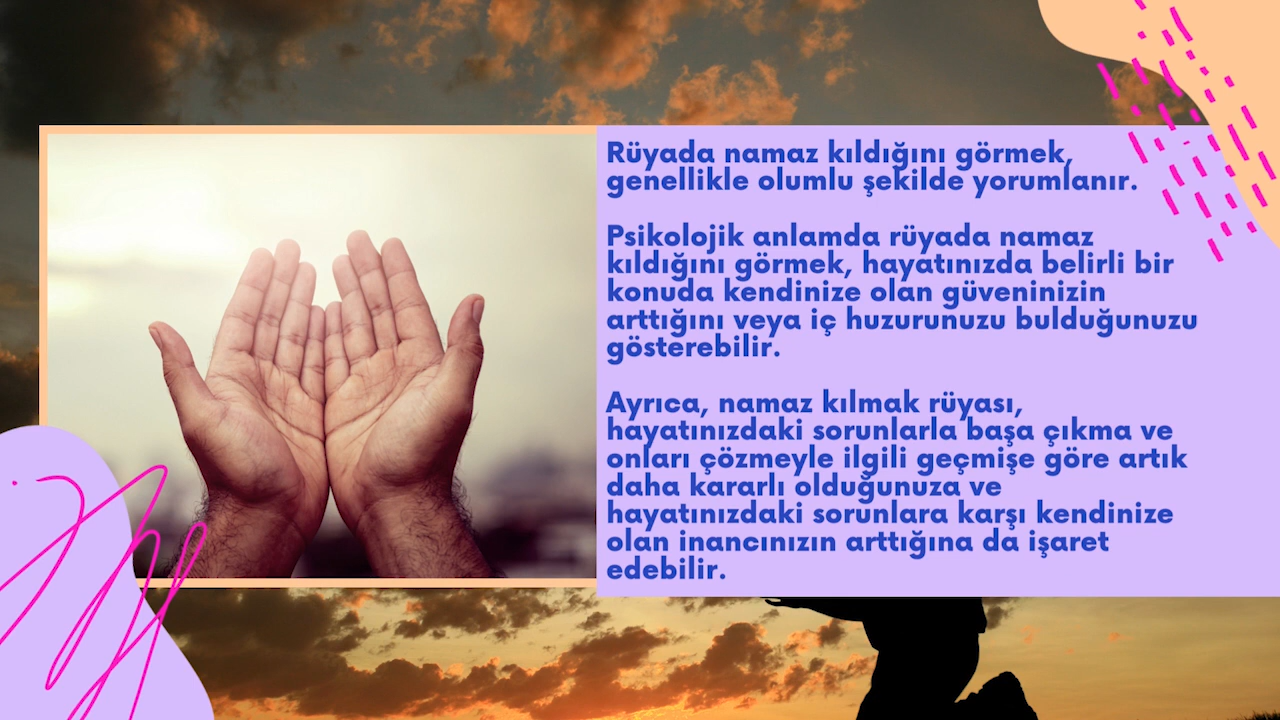 Rüyada namaz kıldığını görmek,
genellikle olumlu şekilde yorumlanır.
Psikolojik anlamda rüyada namaz
kıldığını görmek, hayatınızda belirli bir
konuda kendinize olan güveninizin
arttığını veya iç huzurunuzu bulduğunuzu
gösterebilir.
Ayrıca, namaz kılmak rüyası,
hayatınızdaki sorunlarla başa çıkma ve
onları çözmeyle ilgili geçmişe göre artık
daha kararlı olduğunuza ve
hayatınızdaki sorunlara karşı kendinize
olan inancınızın arttığına da işaret
edebilir.